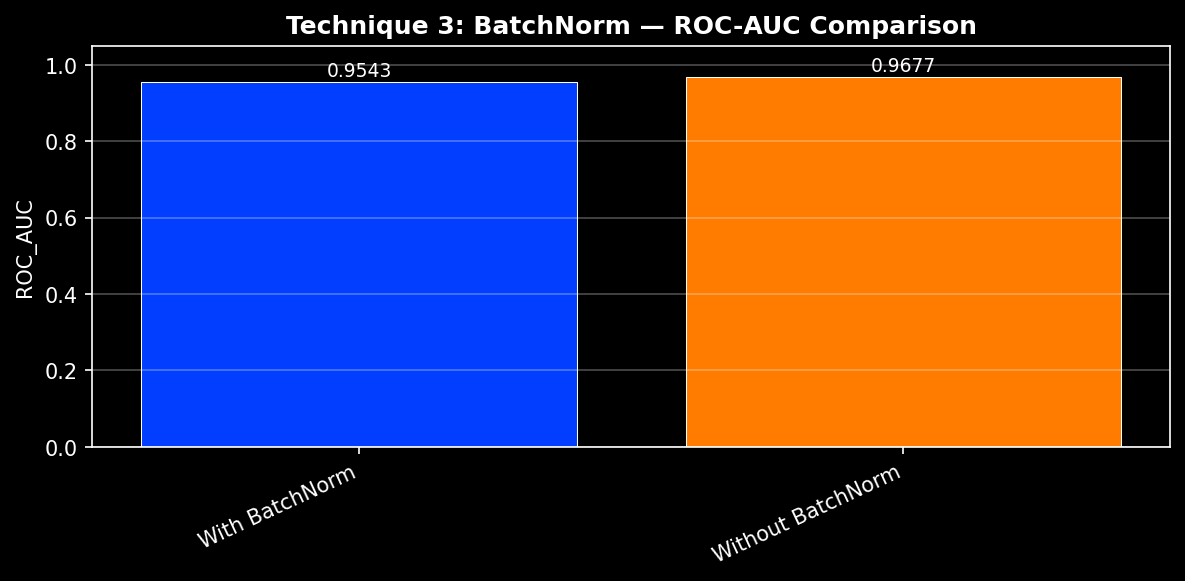 Technique 3: BatchNorm — ROC-AUC Comparison
ROC_AUC
1.0
0.8
0.6
0.4
0.2
0.0
0.9543
0.9677
With BatchNorm
Without BatchNorm